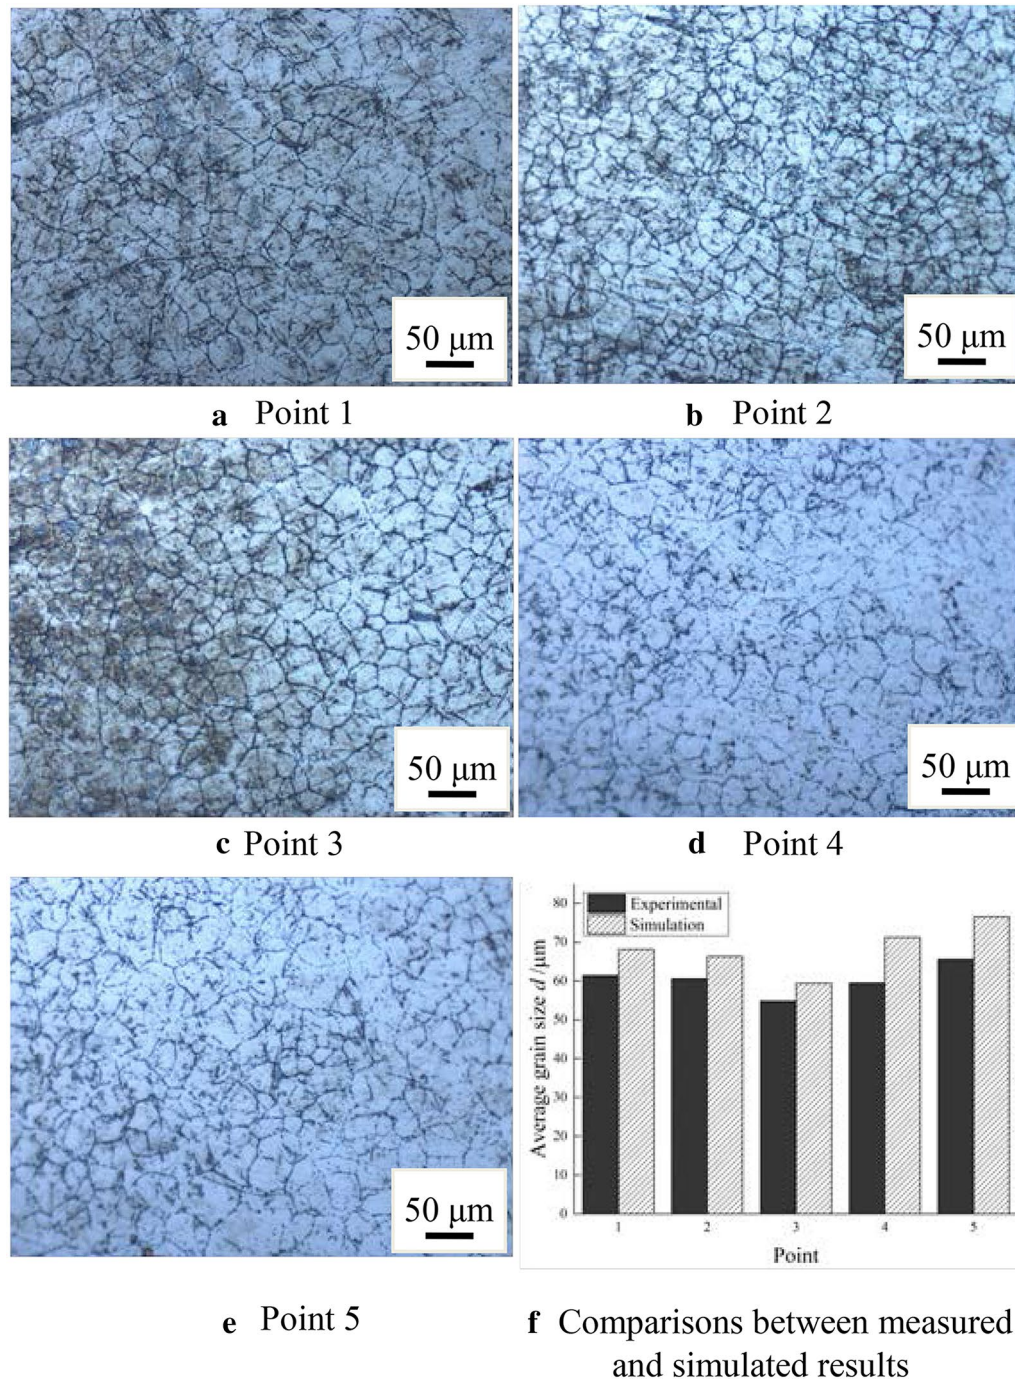 50 μm
50 μm
a Point 1
b Point 2
50 μm
50 μm
c Point 3
d Point 4
50 μm
e Point 5
Experimental
Simulation
Average grain size d /μm
80
70
60
50
40
30
20
10
0
1 2 3 4 5
Point
f Comparisons between measured
and simulated results